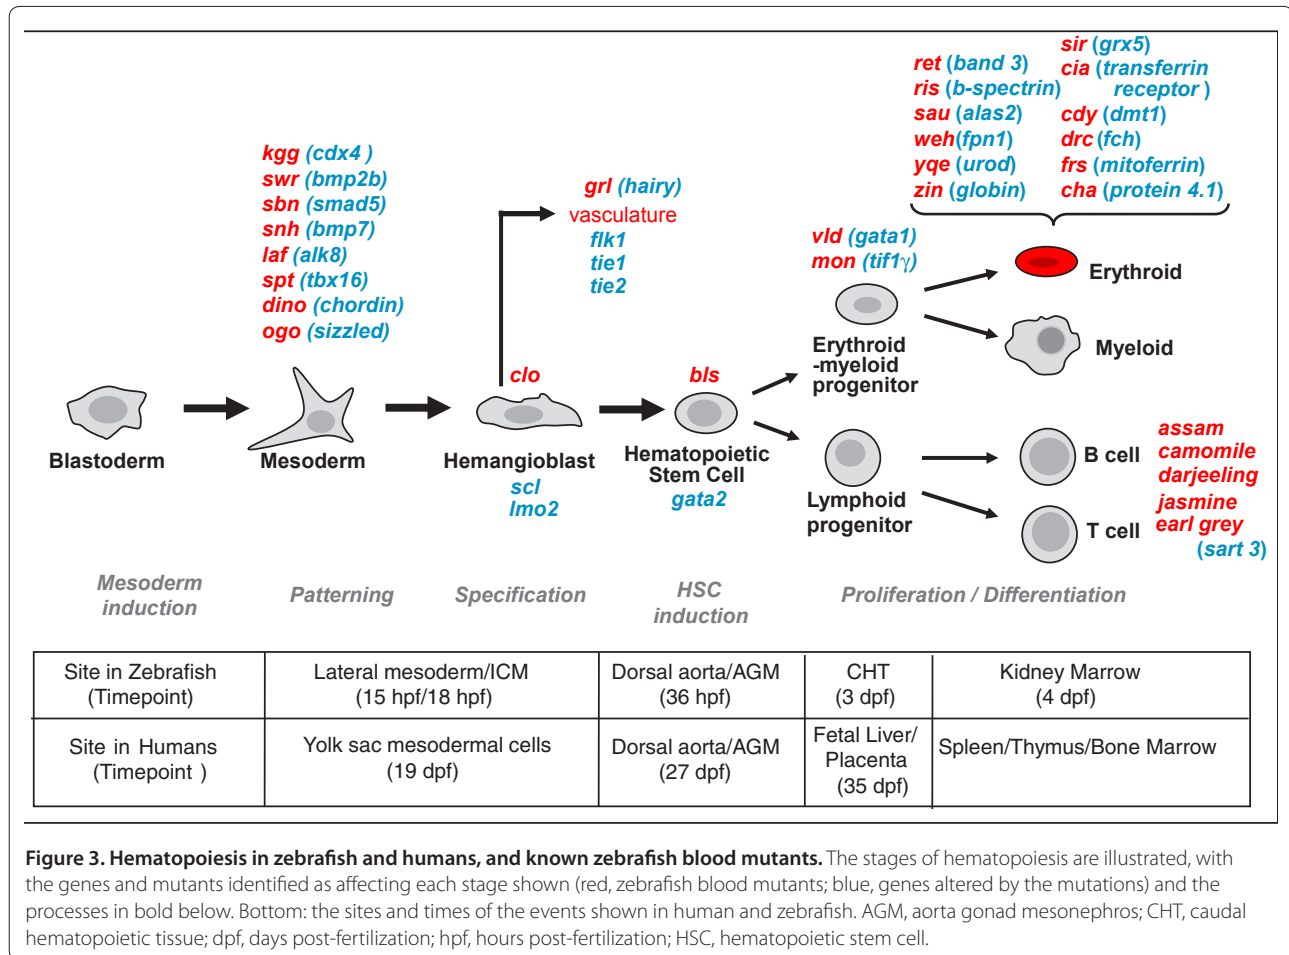 kgg (cdx4 )
swr (bmp2b)
sbn (smad5)
snh (bmp7)
laf (alk8)
spt (tbx16)
dino (chordin)
ogo (sizzled)
grl (hairy)
vasculature
flk1
tie1
tie2
ret (band 3)
ris (b-spectrin)
sau (alas2)
weh(fpn1)
yqe (urod)
zin (globin)
sir (grx5)
cia (transferrin
receptor )
cdy (dmt1)
drc (fch)
frs (mitoferrin)
cha (protein 4.1)
vld (gata1)
mon (tif1γ)
Erythroid
Myeloid
Erythroid
-myeloid
progenitor
clo
bls
Blastoderm
Mesoderm
Hemangioblast
scl
lmo2
Hematopoietic
Stem Cell
gata2
Lymphoid
progenitor
B cell
T cell
assam
camomile
darjeeling
jasmine
earl grey
(sart 3)
Mesoderm
induction
Patterning
Specification
HSC
induction
Proliferation / Differentiation
Site in Zebrafish
(Timepoint)
Lateral mesoderm/ICM
(15 hpf/18 hpf)
Dorsal aorta/AGM
(36 hpf)
CHT
(3 dpf)
Kidney Marrow
(4 dpf)
Site in Humans
(Timepoint )
Yolk sac mesodermal cells
(19 dpf)
Dorsal aorta/AGM
(27 dpf)
Fetal Liver/
Placenta
(35 dpf)
Spleen/Thymus/Bone Marrow
Figure 3. Hematopoiesis in zebrafish and humans, and known zebrafish blood mutants. The stages of hematopoiesis are illustrated, with
the genes and mutants identified as affecting each stage shown (red, zebrafish blood mutants; blue, genes altered by the mutations) and the
processes in bold below. Bottom: the sites and times of the events shown in human and zebrafish. AGM, aorta gonad mesonephros; CHT, caudal
hematopoietic tissue; dpf, days post-fertilization; hpf, hours post-fertilization; HSC, hematopoietic stem cell.